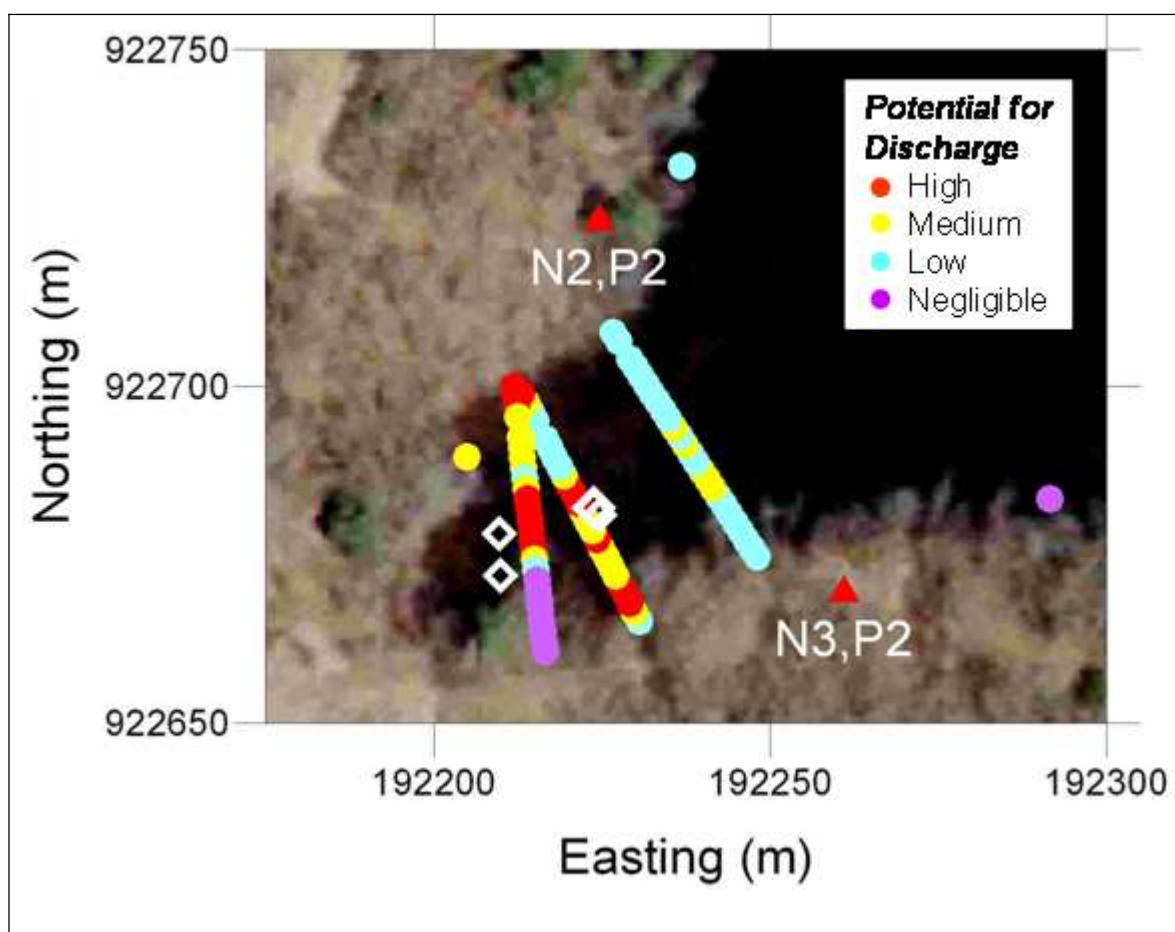 922750
922700
922650
Northing (m)
Potential for
Discharge
High
Medium
Low
Negligible
N2,P2
N3,P2
192200
192250
192300
Easting (m)